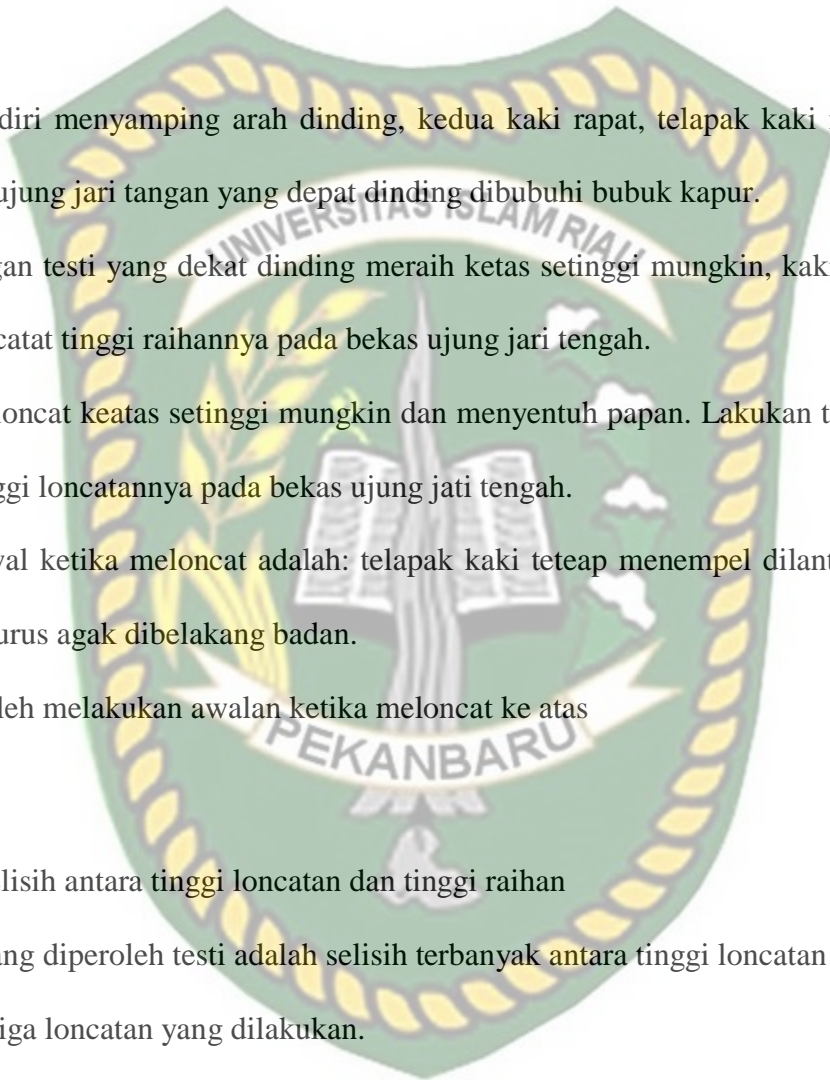 diri menyamping arah dinding, kedua kaki rapat, telapak kaki
ujung jari tangan yang depat dinding dibubuhi bubuk kapur.
UNIVERSITAS ISLAM RIAU
gan testi yang dekat dinding meraih ketas setinggi mungkin, kaki
catat tinggi raihannya pada bekas ujung jari tengah.
loncat keatas setinggi mungkin dan menyentuh papan. Lakukan t
ggi loncatannya pada bekas ujung jati tengah.
val ketika meloncat adalah: telapak kaki teteap menempel dilant
urus agak dibelakang badan.
leh melakukan awalan ketika meloncat ke atas
PEKANBARU
lisih antara tinggi loncatan dan tinggi raihan
ang diperoleh testi adalah selisih terbanyak antara tinggi loncatan
iga loncatan yang dilakukan.